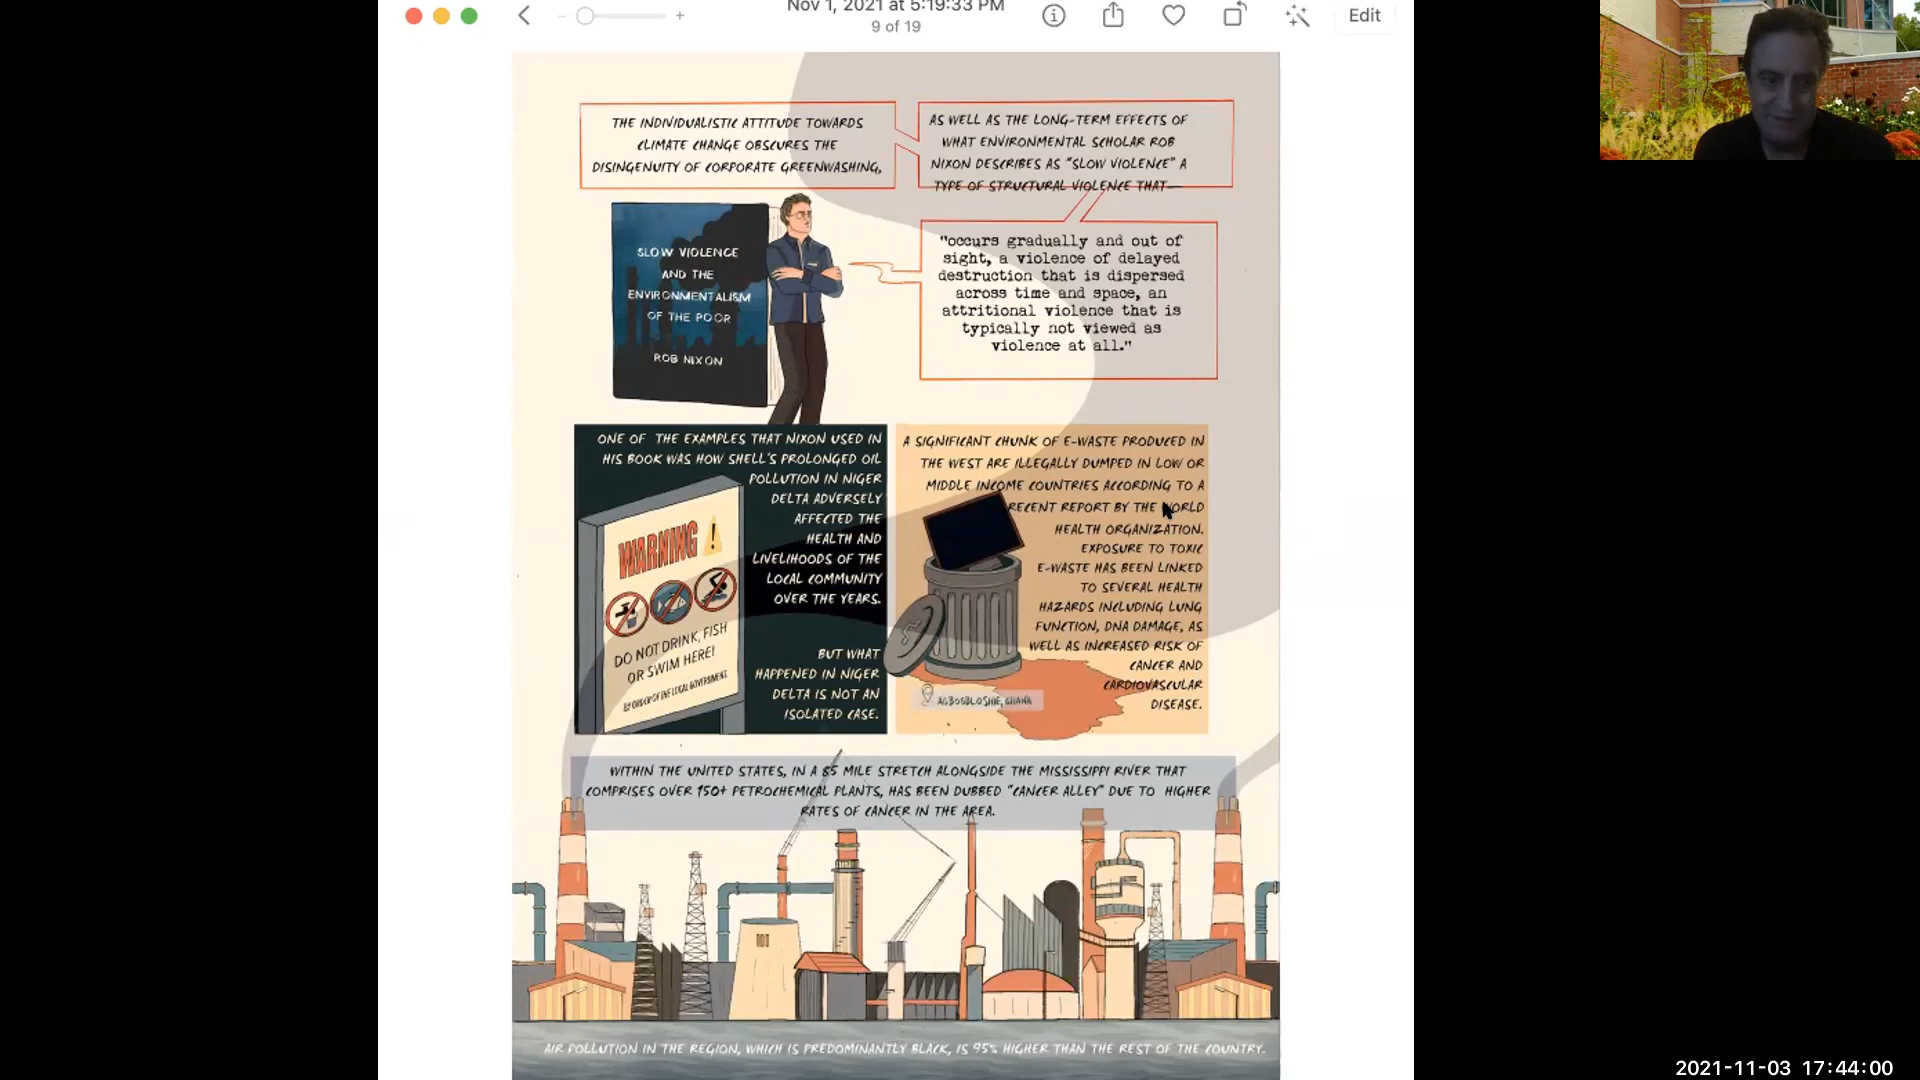 Nov 1, 2021 at 5:19:33 PM
9 of 19
Edit
THE INDIVIDUALISTIC ATTITUDE TOWARDS
CLIMATE CHANGE OBSCURES THE
DISINGENUITY OF CORPORATE GREENWASHING,
AS WELL AS THE LONG-TERM EFFECTS OF
WHAT ENVIRONMENTAL SCHOLAR ROB
NIXON DESCRIBES AS "SLOW VIOLENCE" A
TYPE OF STRUCTURAL VIOLENCE THAT—
SLOW VIOLENCE
AND THE
ENVIRONMENTALISM
OF THE POOR
ROB NIXON
"occurs gradually and out of
sight, a violence of delayed
destruction that is dispersed
across time and space, an
attritional violence that is
typically not viewed as
violence at all."
ONE OF THE EXAMPLES THAT NIXON USED IN
HIS BOOK WAS HOW SHELL'S PROLONGED OIL
POLLUTION IN NIGER
DELTA ADVERSELY
AFFECTED THE
HEALTH AND
LIVELIHOODS OF THE
LOCAL COMMUNITY
OVER THE YEARS.
BUT WHAT
HAPPENED IN NIGER
DELTA IS NOT AN
ISOLATED CASE.
WARNING
DO NOT DRINK, FISH
OR SWIM HERE!
BY ORDER OF THE LOCAL GOVERNMENT
A SIGNIFICANT CHUNK OF E-WASTE PRODUCED IN
THE WEST ARE ILLEGALLY DUMPED IN LOW OR
MIDDLE INCOME COUNTRIES ACCORDING TO A
RECENT REPORT BY THE WORLD
HEALTH ORGANIZATION.
EXPOSURE TO TOXIC
E-WASTE HAS BEEN LINKED
TO SEVERAL HEALTH
HAZARDS INCLUDING LUNG
FUNCTION, DNA DAMAGE, AS
WELL AS INCREASED RISK OF
CANCER AND
CARDIOVASCULAR
DISEASE.
AGBOGBLOSHIE, GHANA
WITHIN THE UNITED STATES, IN A 85 MILE STRETCH ALONGSIDE THE MISSISSIPPI RIVER THAT
COMPRISES OVER 150+ PETROCHEMICAL PLANTS, HAS BEEN DUBBED "CANCER ALLEY" DUE TO HIGHER
RATES OF CANCER IN THE AREA.
AIR POLLUTION IN THE REGION, WHICH IS PREDOMINANTLY BLACK, IS 95% HIGHER THAN THE REST OF THE COUNTRY.
2021-11-03 17:44:00